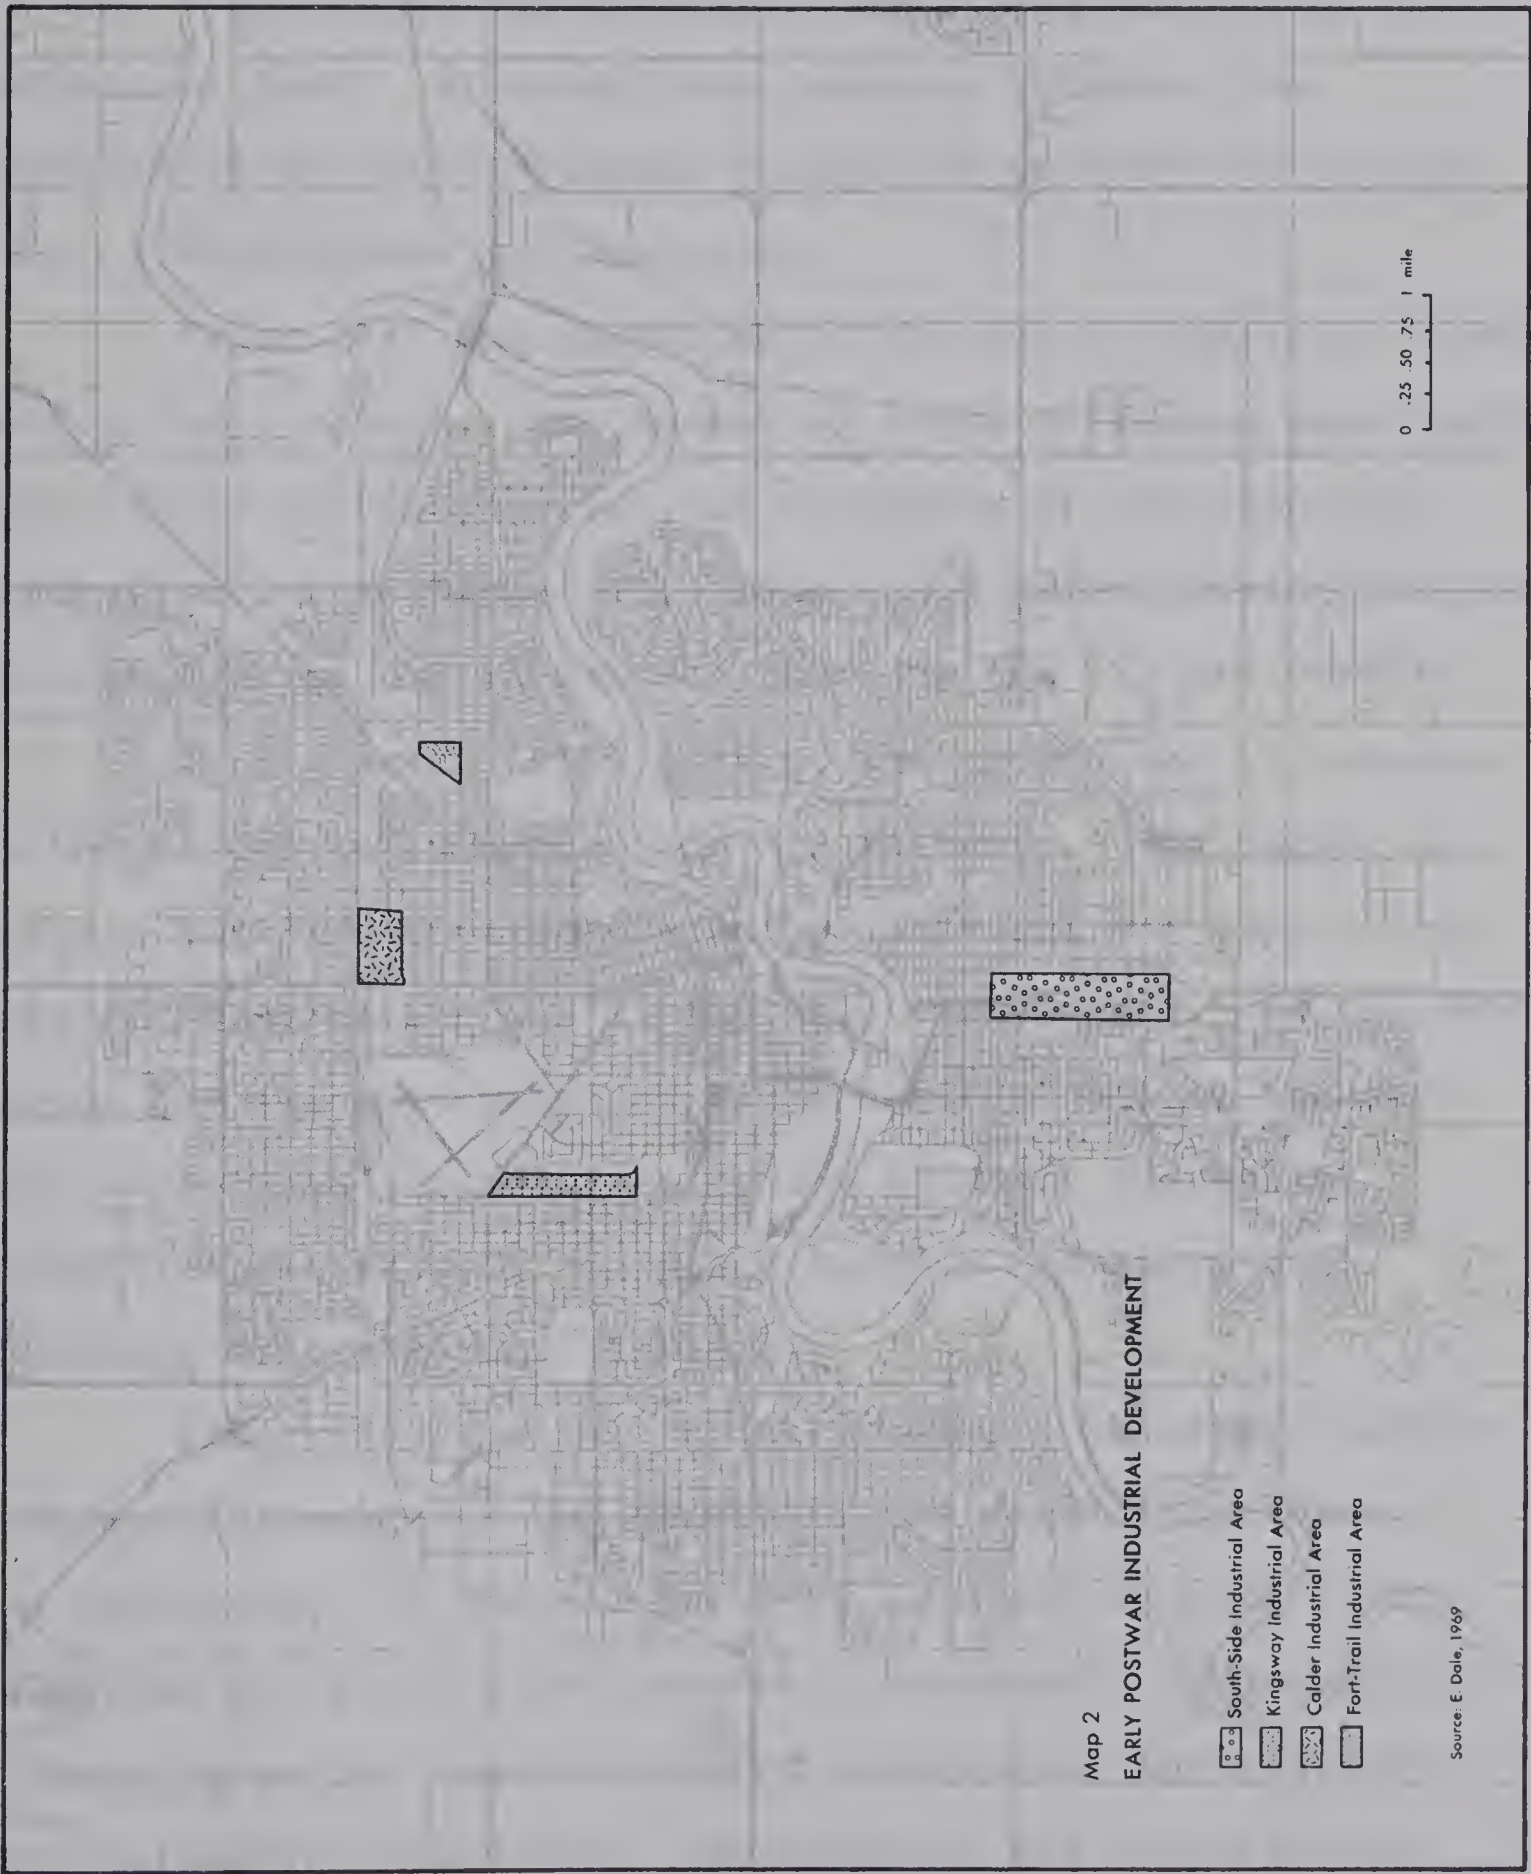 Map 2
EARLY POSTWAR INDUSTRIAL DEVELOPMENT
South-Side Industrial Area
Kingsway Industrial Area
Calder Industrial Area
Fort-Trail Industrial Area
Source: E. Dale, 1969
0 .25 .50 .75 1 mile